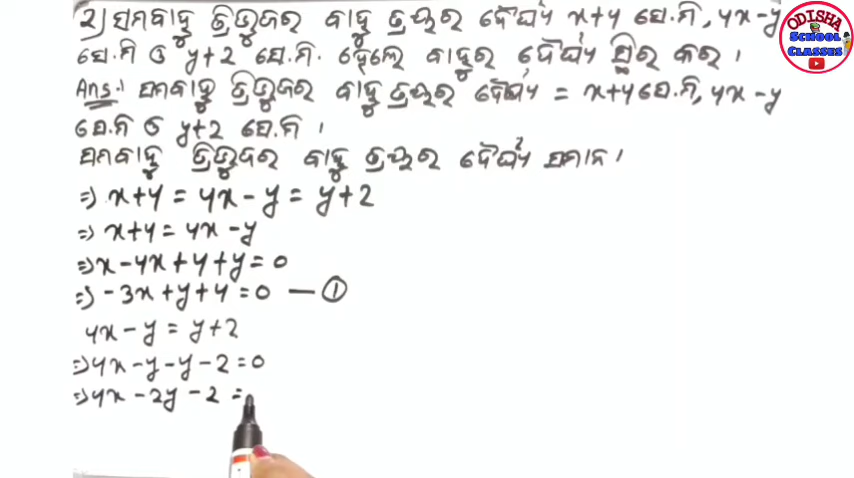 ୨) ସମବାହୁ ତ୍ରିଭୁଜର ବାହୁ ତ୍ରୟର ଦୈର୍ଘ୍ୟ x+4 ସେ.ମି, 4x-y
ସେ.ମି ଓ y+2 ସେ.ମି. ହେଲେ ବାହୁର ଦୈର୍ଘ୍ୟ ସ୍ଥିର କର ।
Ans:- ସମବାହୁ ତ୍ରିଭୁଜର ବାହୁ ତ୍ରୟର ଦୈର୍ଘ୍ୟ = x+4 ସେ.ମି, 4x-y
ସେ.ମି ଓ y+2 ସେ.ମି ।
ସମବାହୁ ତ୍ରିଭୁଜର ବାହୁ ତ୍ରୟର ଦୈର୍ଘ୍ୟ ସମାନ ।
=> x+4 = 4x-y = y+2
=> x+4 = 4x-y
=> x-4x+4+y=0
=> -3x+y+4=0 — ①
4x-y = y+2
=> 4x-y-y-2=0
=> 4x-2y-2=
ODISHA
SCHOOL
CLASSES